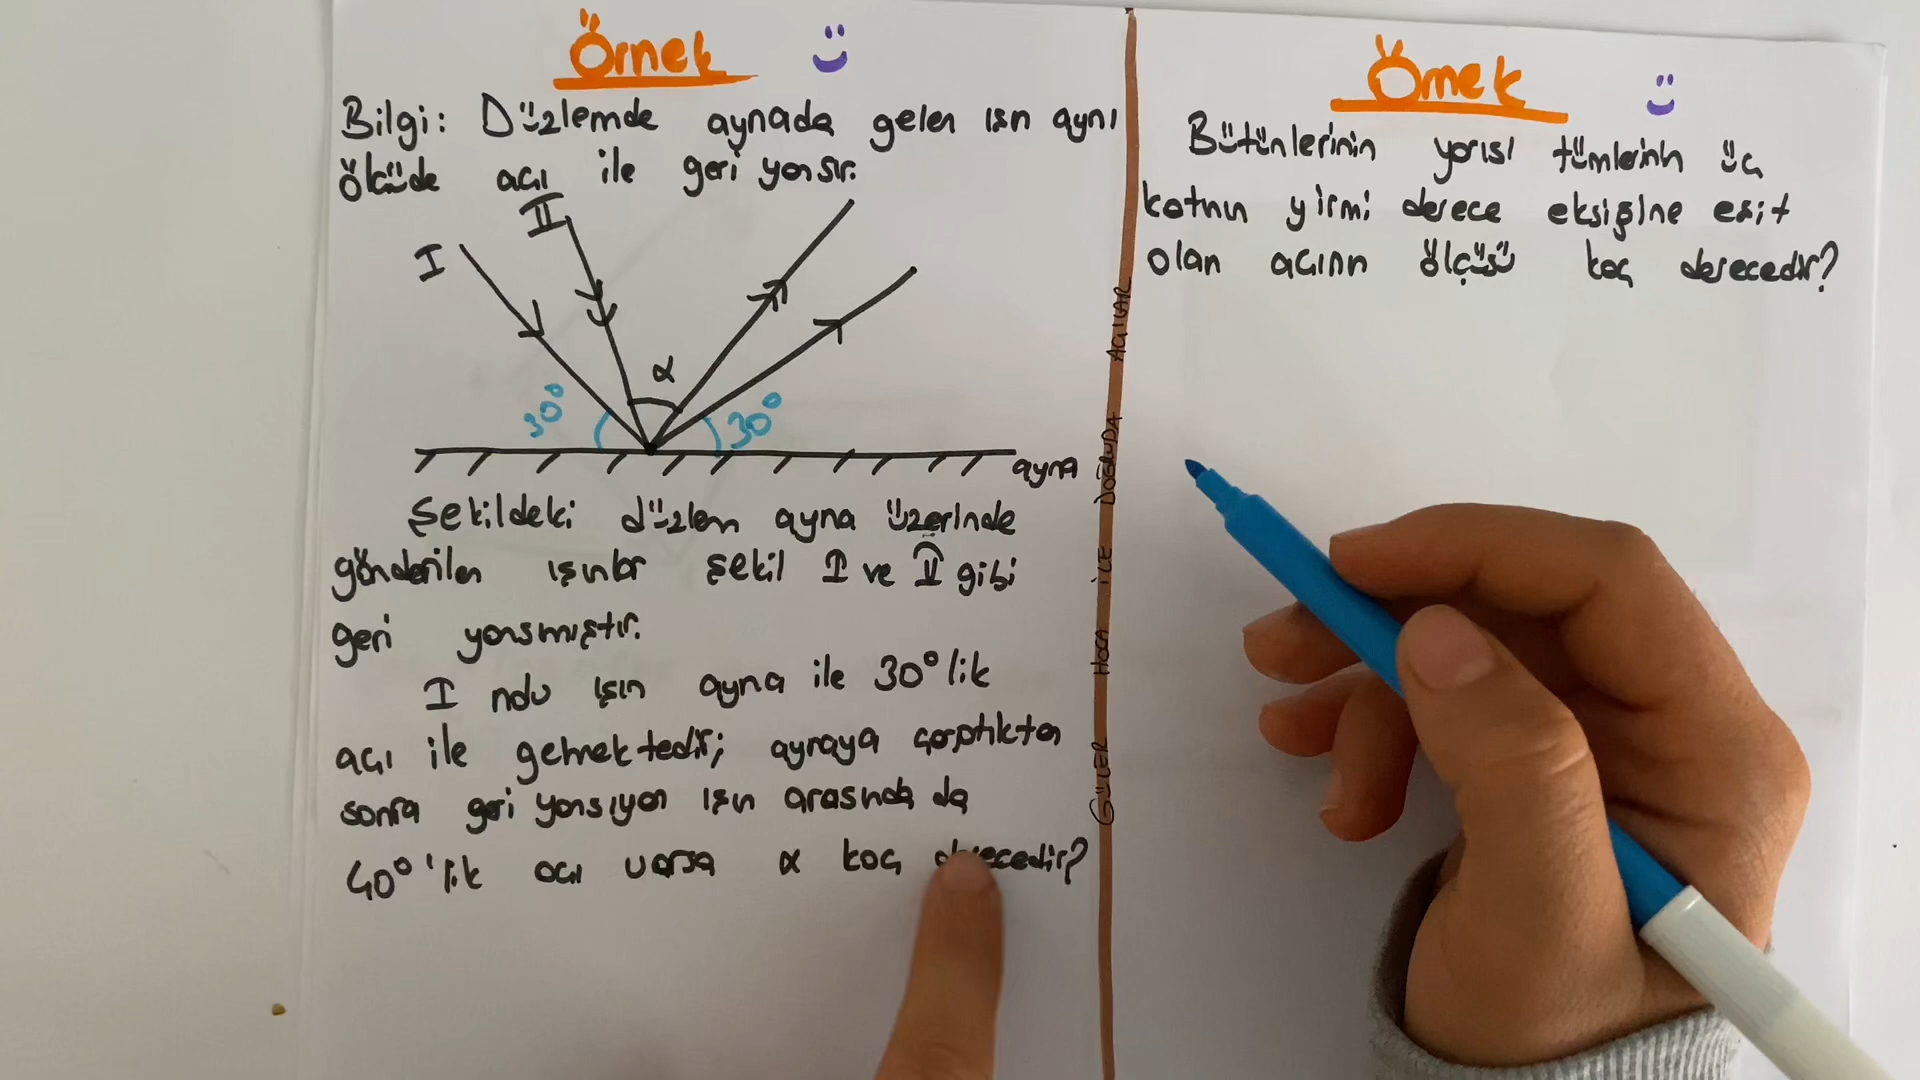 Örnek
Bilgi: Düzlemde aynada gelen ışın aynı
ölçüde açı ile geri yansır.
I
II
α
30°
30°
ayna
Şekildeki düzlem ayna üzerinde
gönderilen ışınlar şekil I ve II gibi
geri yansımıştır.
I nolu ışın ayna ile 30° lik
açı ile gelmektedir; aynaya çarptıktan
sonra geri yansıyan ışın arasında da
40°'lik açı varsa α kaç derecedir?
GÜLER HOCA İLE DOĞRUDA AÇILAR
Örnek
Bütünlerinin yarısı tümlerinin üç
katının yirmi derece eksiğine eşit
olan açının ölçüsü kaç derecedir?